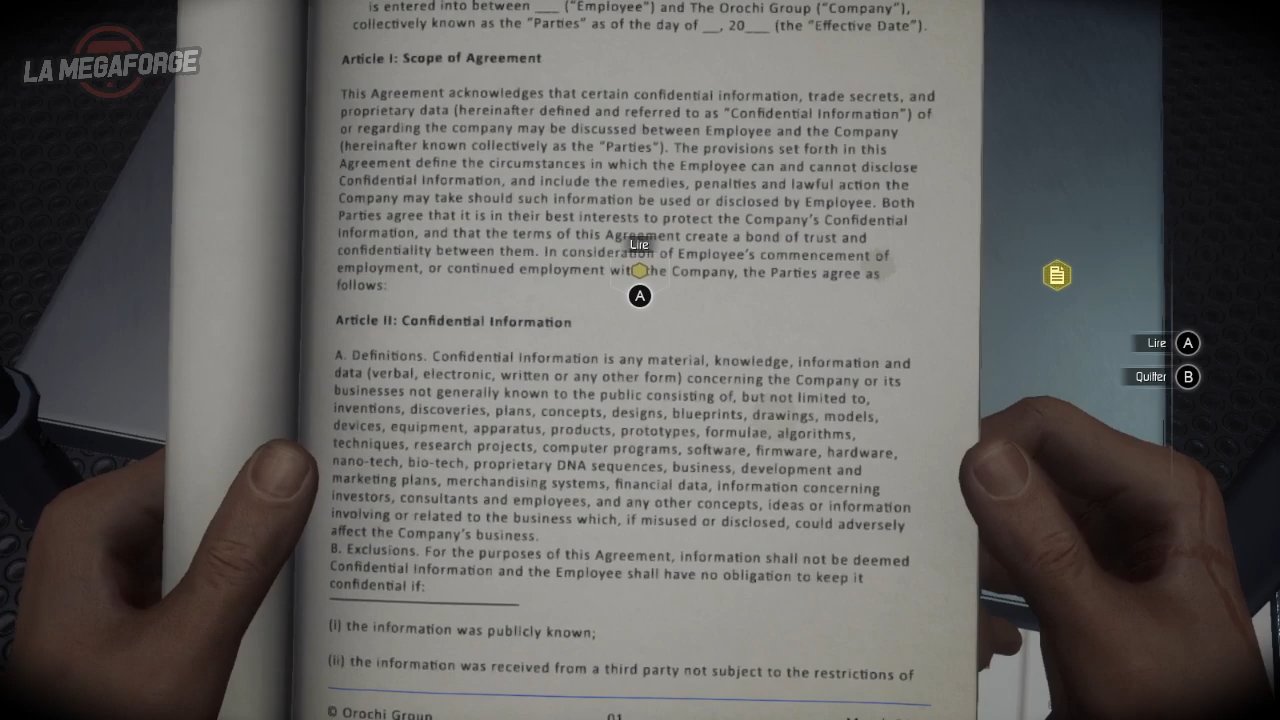 is entered into between ___ (“Employee”) and The Orochi Group (“Company”),
collectively known as the “Parties” as of the day of __, 20___ (the “Effective Date”).
LA MEGAFORGE
Article I: Scope of Agreement
This Agreement acknowledges that certain confidential information, trade secrets, and
proprietary data (hereinafter defined and referred to as “Confidential Information”) of
or regarding the company may be discussed between Employee and the Company
(hereinafter known collectively as the “Parties”). The provisions set forth in this
Agreement define the circumstances in which the Employee can and cannot disclose
Confidential Information, and include the remedies, penalties and lawful action the
Company may take should such information be used or disclosed by Employee. Both
Parties agree that it is in their best interests to protect the Company’s Confidential
Information, and that the terms of this Agreement create a bond of trust and
Lire
confidentiality between them. In consideration of Employee’s commencement of
employment, or continued employment with the Company, the Parties agree as
follows:
A
Article II: Confidential Information
Lire A
A. Definitions. Confidential Information is any material, knowledge, information and
data (verbal, electronic, written or any other form) concerning the Company or its
Quitter B
businesses not generally known to the public consisting of, but not limited to,
inventions, discoveries, plans, concepts, designs, blueprints, drawings, models,
devices, equipment, apparatus, products, prototypes, formulae, algorithms,
techniques, research projects, computer programs, software, firmware, hardware,
nano-tech, bio-tech, proprietary DNA sequences, business, development and
marketing plans, merchandising systems, financial data, information concerning
investors, consultants and employees, and any other concepts, ideas or information
involving or related to the business which, if misused or disclosed, could adversely
affect the Company’s business.
B. Exclusions. For the purposes of this Agreement, information shall not be deemed
Confidential Information and the Employee shall have no obligation to keep it
confidential if:
(i) the information was publicly known;
(ii) the information was received from a third party not subject to the restrictions of
© Orochi Group 01